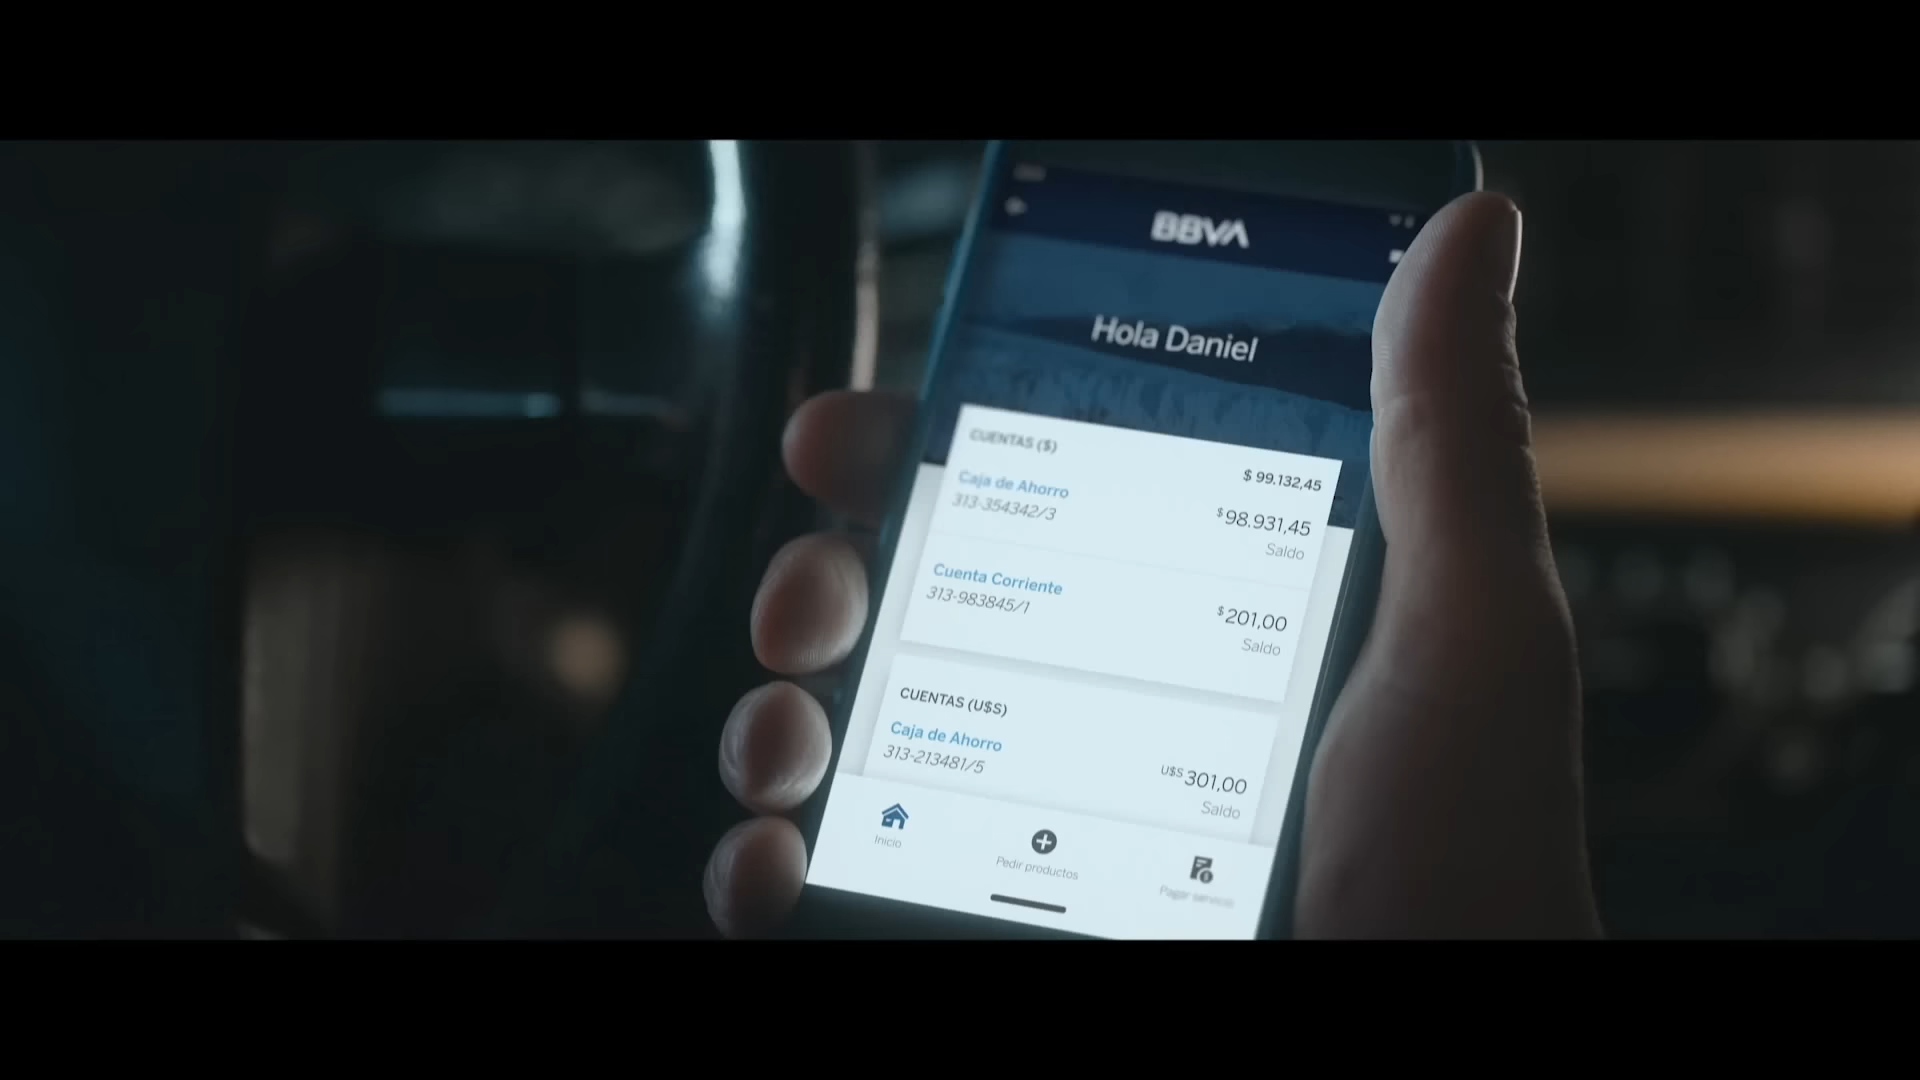 BBVA
Hola Daniel
CUENTAS ($)
$ 99.132,45
Caja de Ahorro
313-354342/3
$98.931,45
Saldo
Cuenta Corriente
313-983845/1
$201,00
Saldo
CUENTAS (U$S)
Caja de Ahorro
313-213481/5
U$S 301,00
Saldo
Inicio
Pedir productos
Pagar servicio